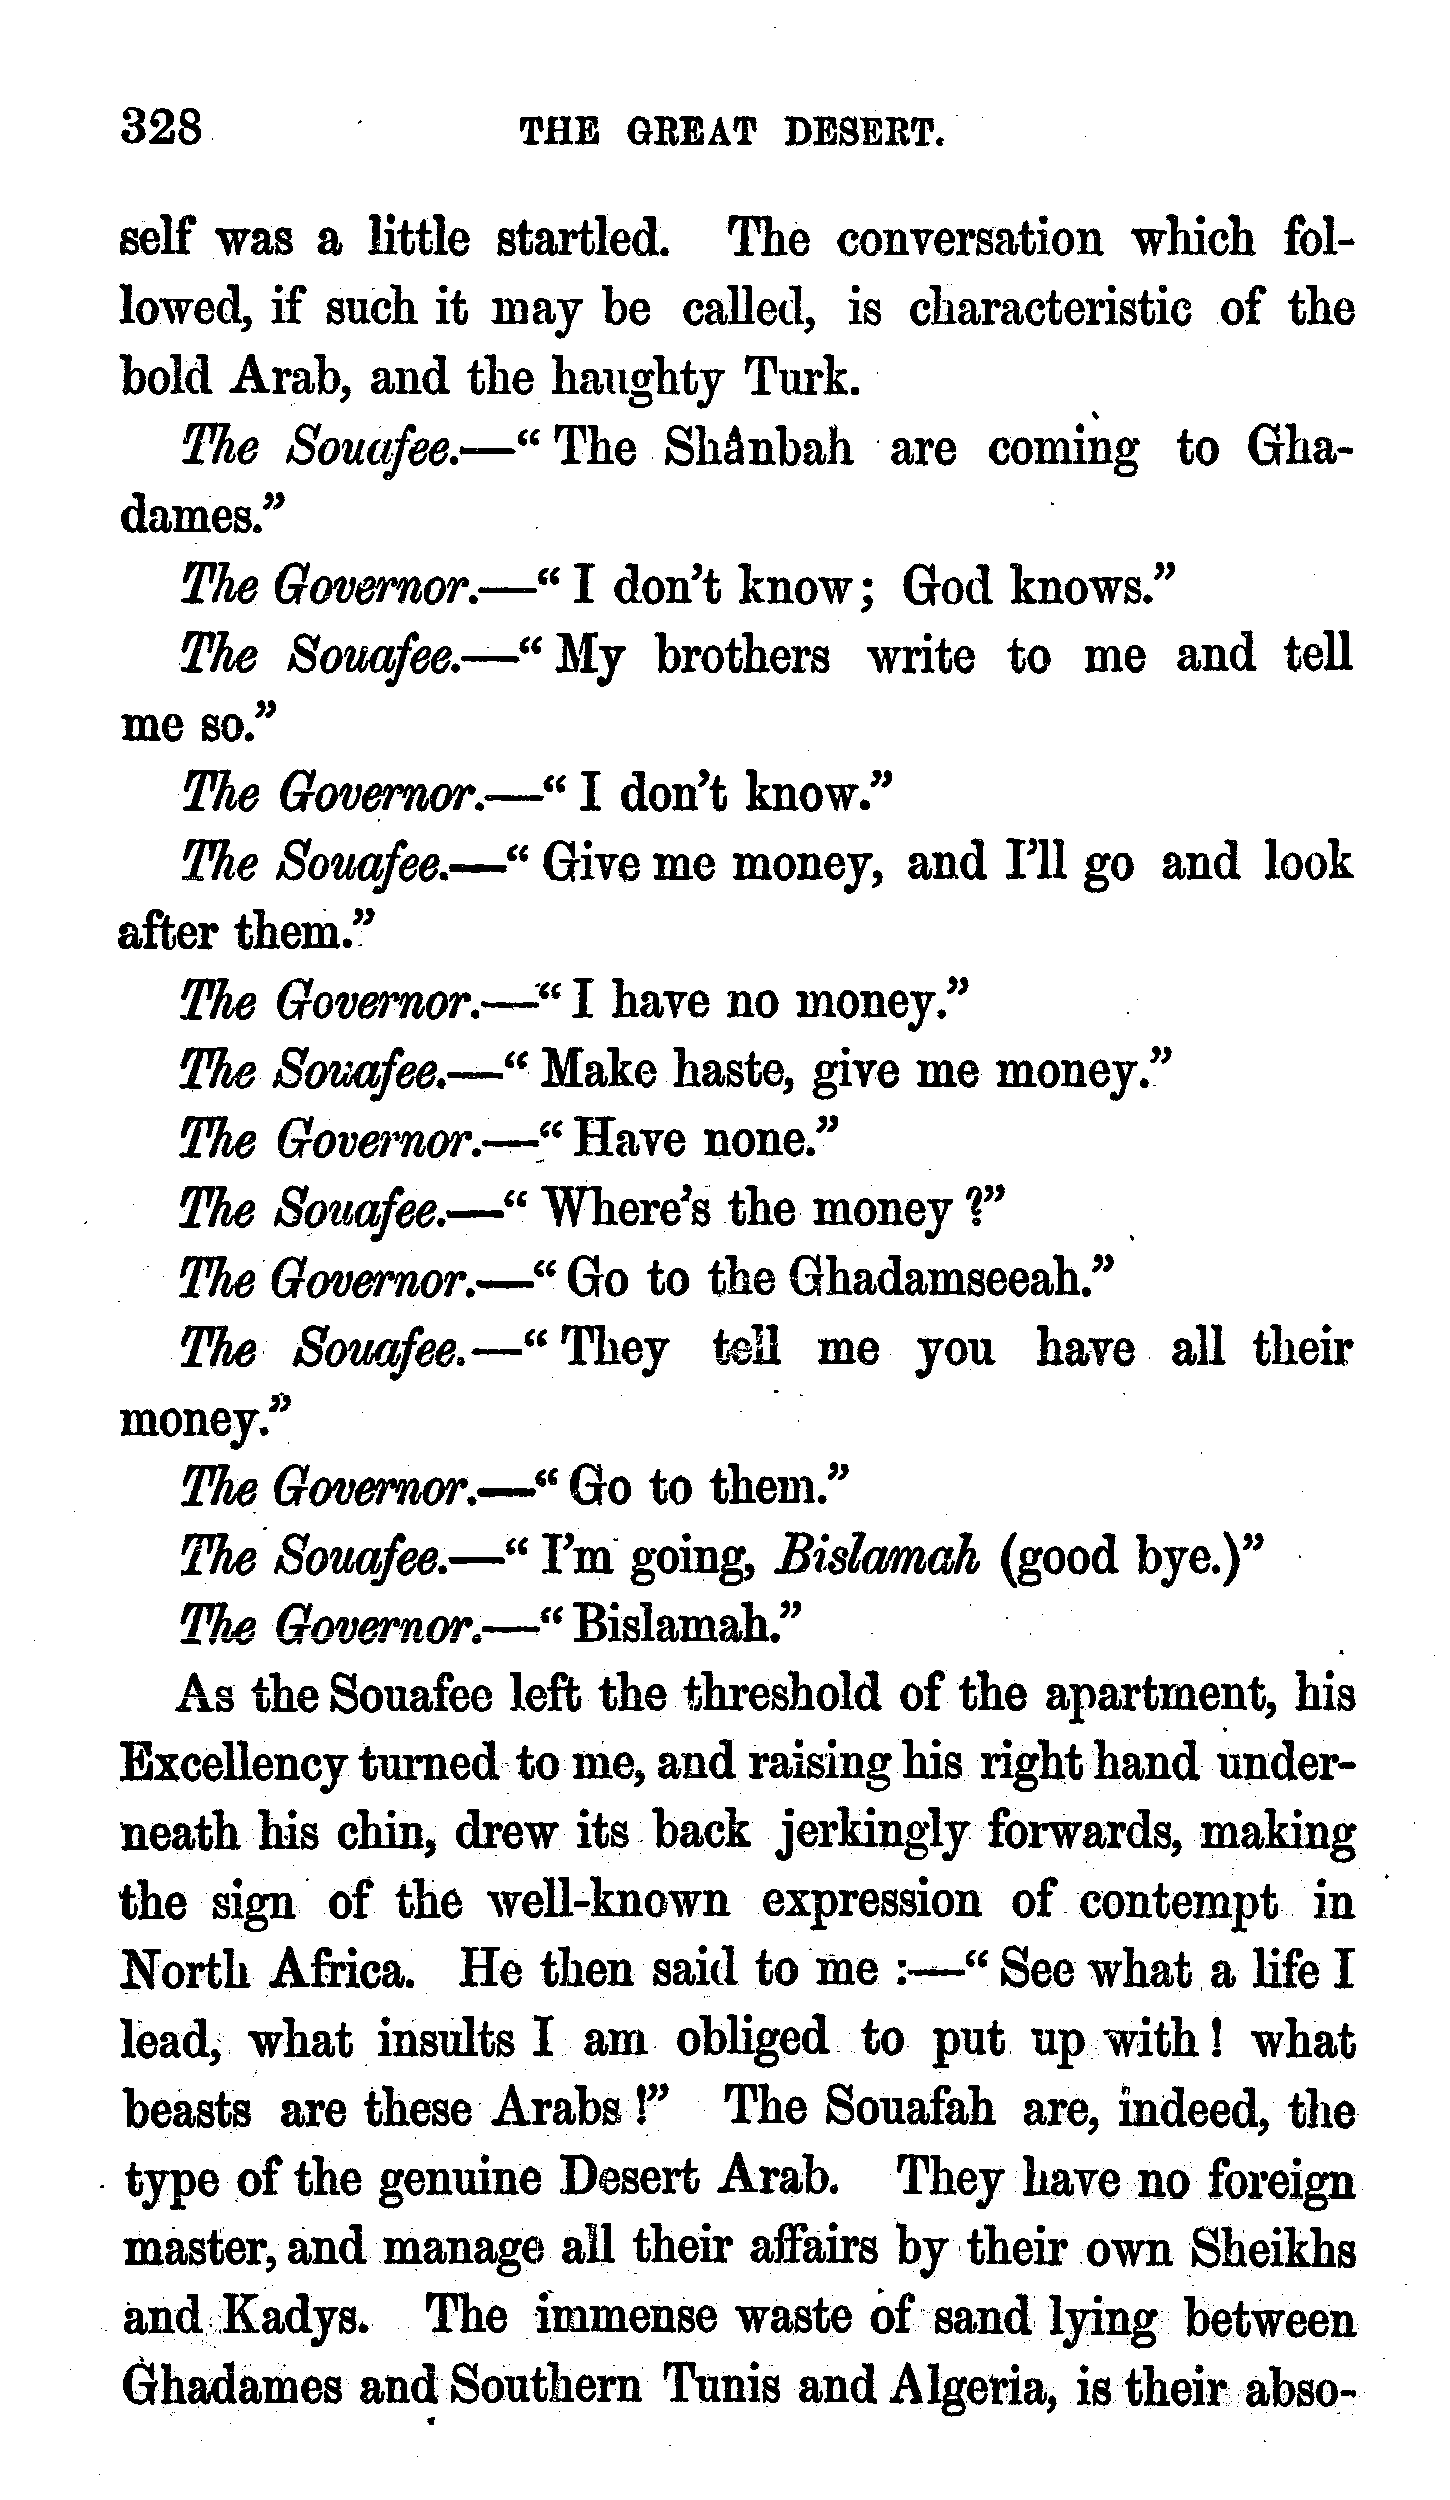 328 THE GREAT DESERT.
self was a little startled. The conversation which fol-
lowed, if such it may be called, is characteristic of the
bold Arab, and the haughty Turk.
The Souafee.—“ The Shânbah are coming to Gha-
dames.”
The Governor.—“ I don’t know; God knows.”
The Souafee.—“ My brothers write to me and tell
me so.”
The Governor.—“ I don’t know.”
The Souafee.—“ Give me money, and I’ll go and look
after them.”
The Governor.—“ I have no money.”
The Souafee.—“ Make haste, give me money.”
The Governor.—“ Have none.”
The Souafee.—“ Where’s the money ?”
The Governor.—“ Go to the Ghadamseeah.”
The Souafee.—“ They tell me you have all their
money.”
The Governor.—“ Go to them.”
The Souafee.—“ I’m going, Bislamah (good bye.)”
The Governor.—“ Bislamah.”
As the Souafee left the threshold of the apartment, his
Excellency turned to me, and raising his right hand under-
neath his chin, drew its back jerkingly forwards, making
the sign of the well-known expression of contempt in
North Africa. He then said to me :—“ See what a life I
lead, what insults I am obliged to put up with! what
beasts are these Arabs !” The Souafah are, indeed, the
type of the genuine Desert Arab. They have no foreign
master, and manage all their affairs by their own Sheikhs
and Kadys. The immense waste of sand lying between
Ghadames and Southern Tunis and Algeria, is their abso-